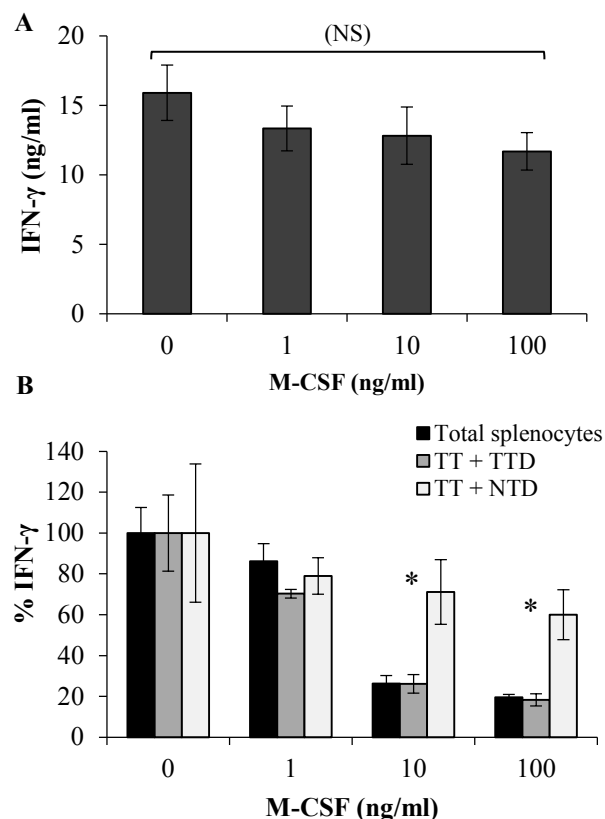 A
(NS)
IFN-γ (ng/ml)
20
15
10
5
0
0 1 10 100
M-CSF (ng/ml)
B
Total splenocytes
TT + TTD
TT + NTD
% IFN-γ
140
120
100
80
60
40
20
0
* *
0 1 10 100
M-CSF (ng/ml)